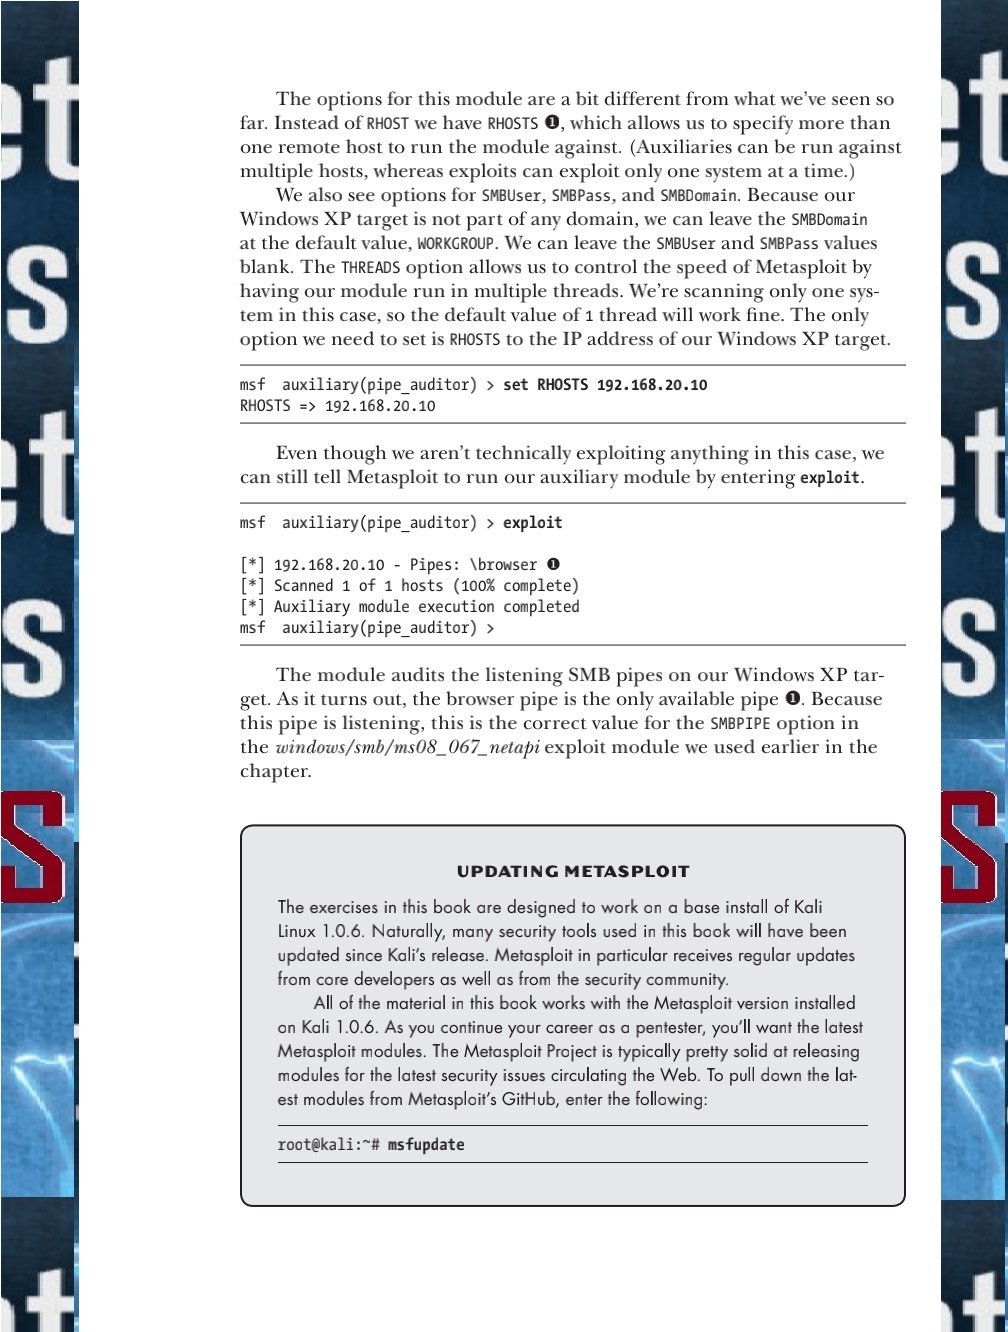 The options for this module are a bit different from what we've seen so
far. Instead of RHOST we have RHOSTS ❶, which allows us to specify more than
one remote host to run the module against. (Auxiliaries can be run against
multiple hosts, whereas exploits can exploit only one system at a time.)
We also see options for SMBUser, SMBPass, and SMBDomain. Because our
Windows XP target is not part of any domain, we can leave the SMBDomain
at the default value, WORKGROUP. We can leave the SMBUser and SMBPass values
blank. The THREADS option allows us to control the speed of Metasploit by
having our module run in multiple threads. We're scanning only one sys-
tem in this case, so the default value of 1 thread will work fine. The only
option we need to set is RHOSTS to the IP address of our Windows XP target.
msf  auxiliary(pipe_auditor) > set RHOSTS 192.168.20.10
RHOSTS => 192.168.20.10
Even though we aren't technically exploiting anything in this case, we
can still tell Metasploit to run our auxiliary module by entering exploit.
msf  auxiliary(pipe_auditor) > exploit
[*] 192.168.20.10 - Pipes: \browser ❶
[*] Scanned 1 of 1 hosts (100% complete)
[*] Auxiliary module execution completed
msf  auxiliary(pipe_auditor) >
The module audits the listening SMB pipes on our Windows XP tar-
get. As it turns out, the browser pipe is the only available pipe ❶. Because
this pipe is listening, this is the correct value for the SMBPIPE option in
the windows/smb/ms08_067_netapi exploit module we used earlier in the
chapter.
UPDATING METASPLOIT
The exercises in this book are designed to work on a base install of Kali
Linux 1.0.6. Naturally, many security tools used in this book will have been
updated since Kali's release. Metasploit in particular receives regular updates
from core developers as well as from the security community.
All of the material in this book works with the Metasploit version installed
on Kali 1.0.6. As you continue your career as a pentester, you'll want the latest
Metasploit modules. The Metasploit Project is typically pretty solid at releasing
modules for the latest security issues circulating the Web. To pull down the lat-
est modules from Metasploit's GitHub, enter the following:
root@kali:~# msfupdate